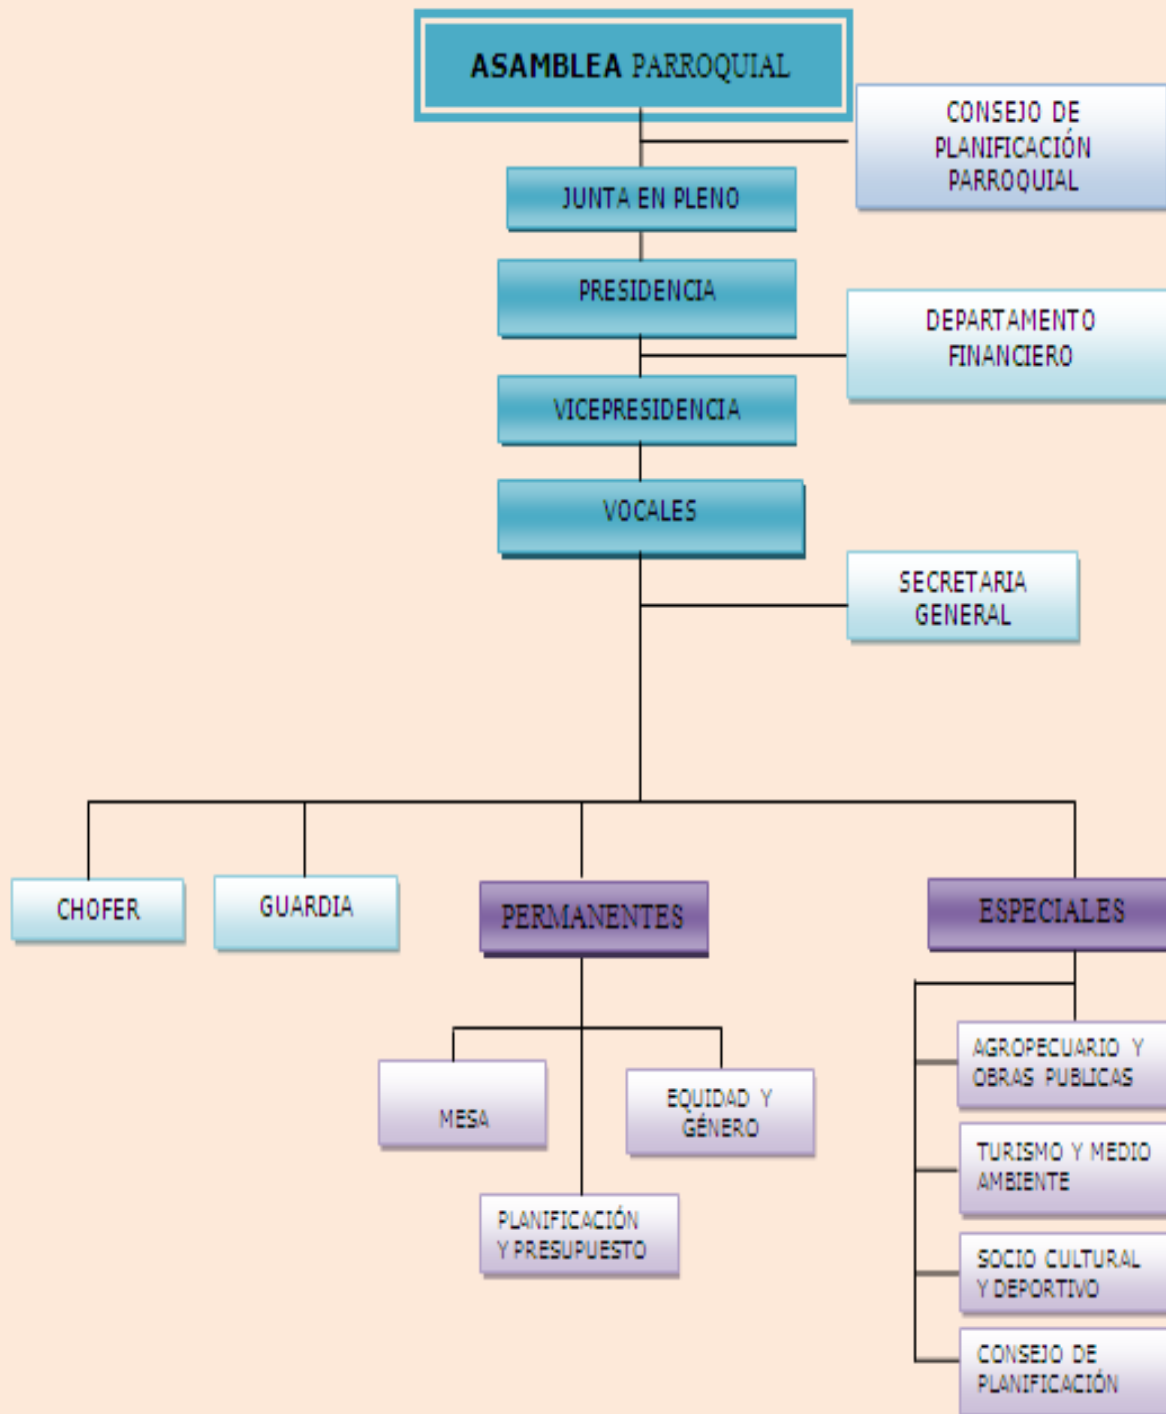 ASAMBLEA PARROQUIAL
CONSEJO DE
PLANIFICACIÓN
PARROQUIAL
JUNTA EN PLENO
PRESIDENCIA
DEPARTAMENTO
FINANCIERO
VICEPRESIDENCIA
VOCALES
SECRETARIA
GENERAL
CHOFER
GUARDIA
PERMANENTES
ESPECIALES
MESA
EQUIDAD Y
GÉNERO
PLANIFICACIÓN
Y PRESUPUESTO
AGROPECUARIO Y
OBRAS PUBLICAS
TURISMO Y MEDIO
AMBIENTE
SOCIO CULTURAL
Y DEPORTIVO
CONSEJO DE
PLANIFICACIÓN